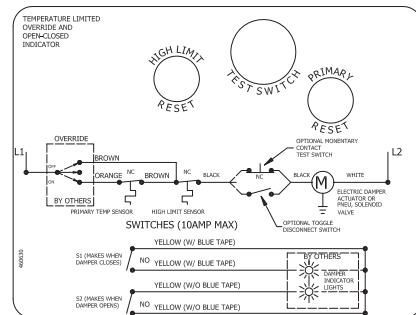 TEMPERATURE LIMITED
OVERRIDE AND
OPEN-CLOSED
INDICATOR
HIGH LIMIT
RESET
TEST SWITCH
PRIMARY
RESET
L1
L2
OVERRIDE
OFF
ON
BY OTHERS
BROWN
ORANGE
NC
BROWN
NC
BLACK
PRIMARY TEMP SENSOR
HIGH LIMIT SENSOR
OPTIONAL MONENTARY
CONTACT
TEST SWITCH
NC
BLACK
M
WHITE
ELECTRIC DAMPER
ACTUATOR OR
PNEU, SOLENOID
VALVE
OPTIONAL TOGGLE
DISCONNECT SWITCH
SWITCHES (10AMP MAX)
YELLOW (W/ BLUE TAPE)
S1 (MAKES WHEN
DAMPER CLOSES)
NO
YELLOW (W/ BLUE TAPE)
BY OTHERS
DAMPER
INDICATOR
LIGHTS
YELLOW (W/O BLUE TAPE)
S2 (MAKES WHEN
DAMPER OPENS)
NO
YELLOW (W/O BLUE TAPE)
460630